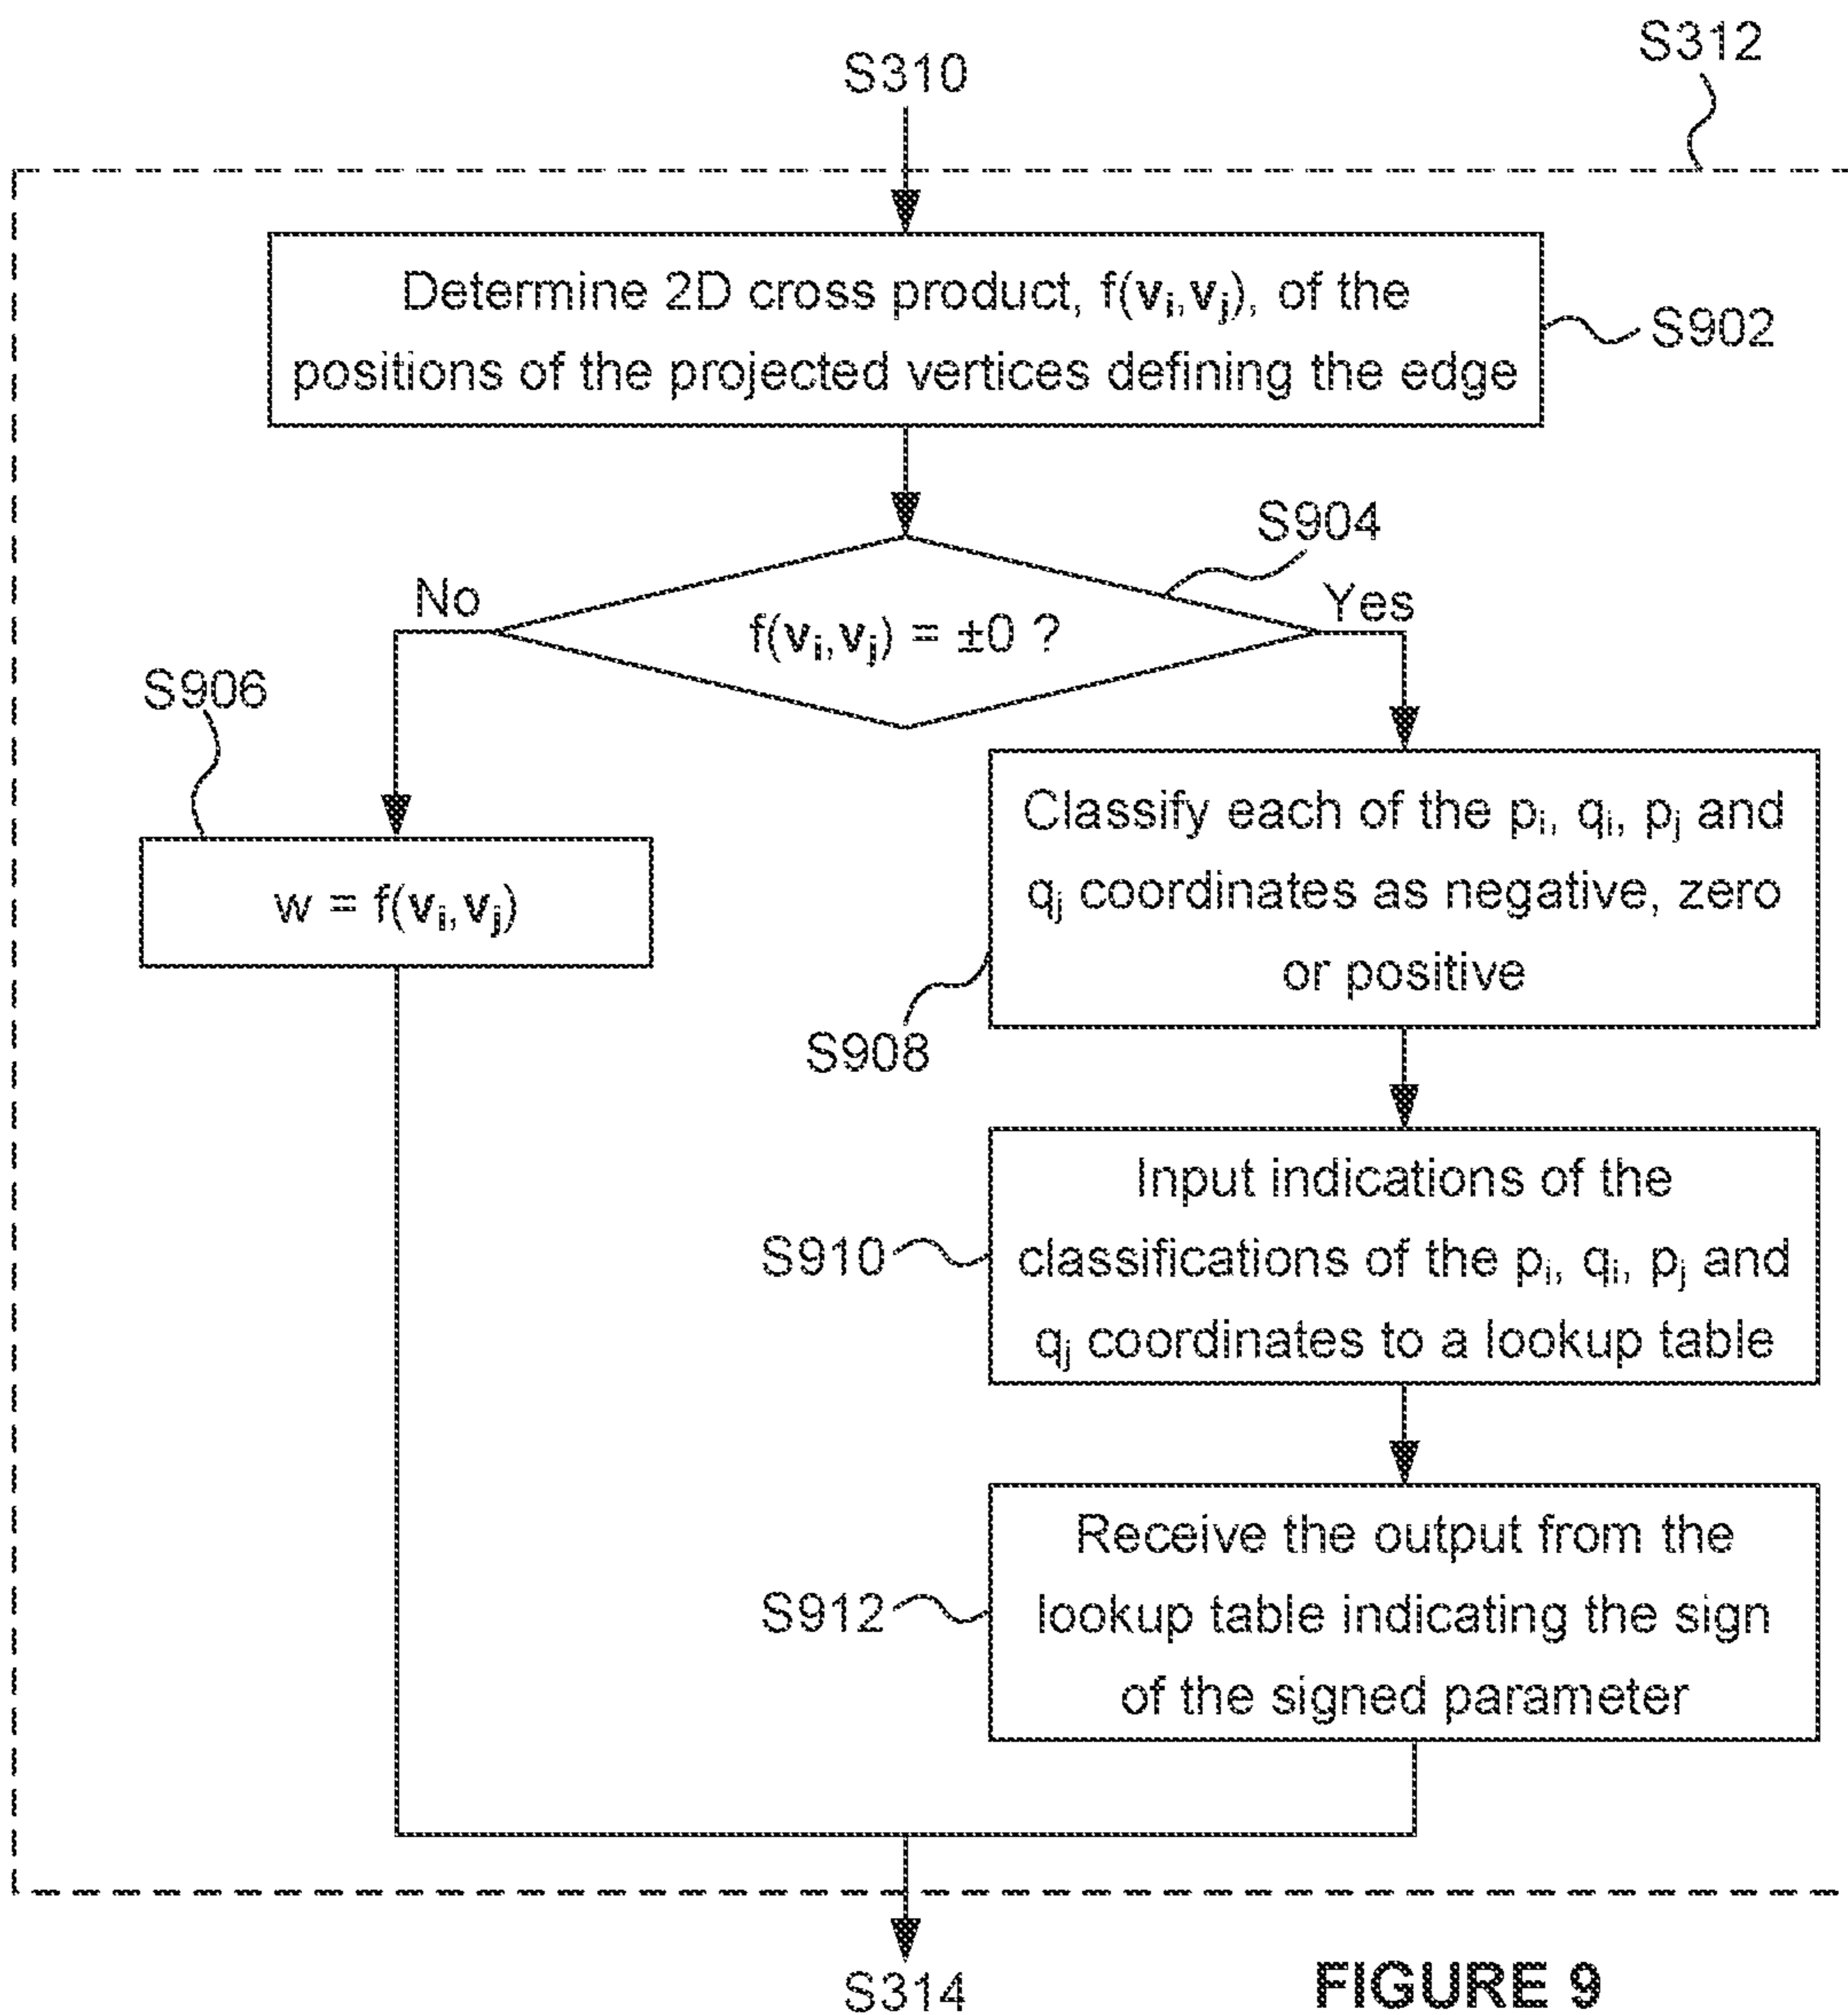 S312
S310
Determine 2D cross product, f(vᵢ,vⱼ), of the
positions of the projected vertices defining the edge
S902
S904
No
Yes
f(vᵢ,vⱼ) = ±0 ?
S906
w = f(vᵢ,vⱼ)
Classify each of the pᵢ, qᵢ, pⱼ and
qⱼ coordinates as negative, zero
or positive
S908
Input indications of the
classifications of the pᵢ, qᵢ, pⱼ and
qⱼ coordinates to a lookup table
S910
Receive the output from the
lookup table indicating the sign
of the signed parameter
S912
S314
FIGURE 9